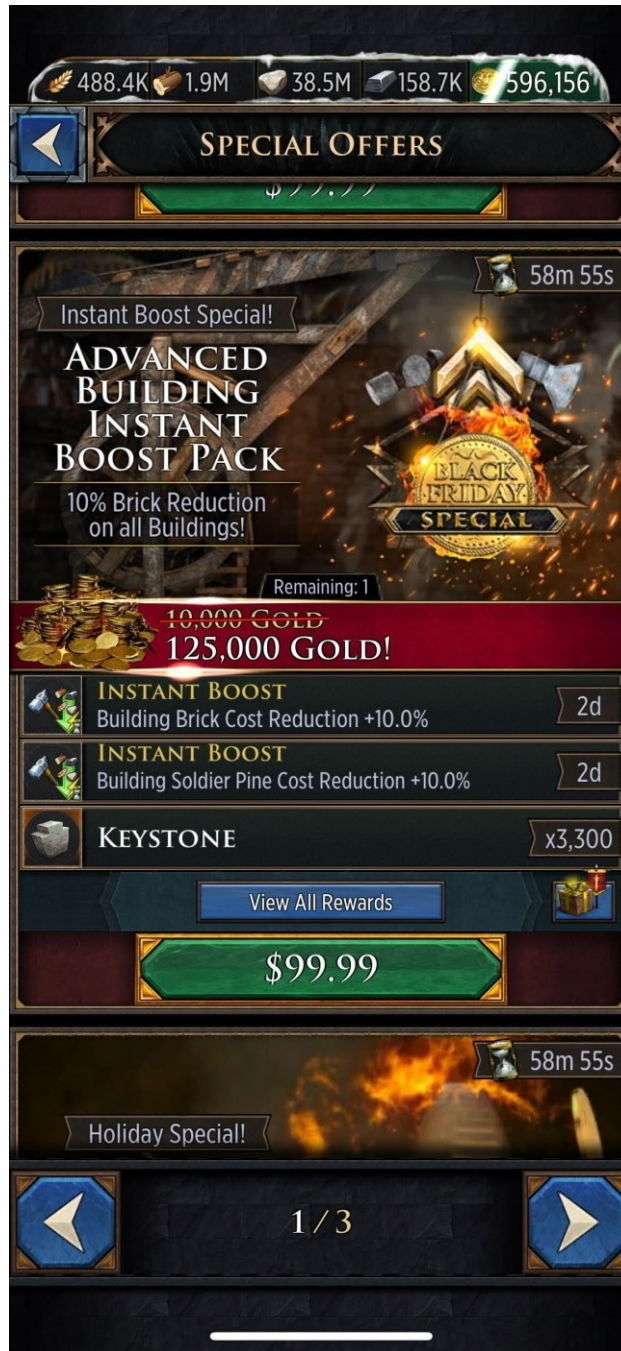 488.4K 1.9M 38.5M 158.7K 596,156
SPECIAL OFFERS
$99.99
58m 55s
Instant Boost Special!
ADVANCED
BUILDING
INSTANT
BOOST PACK
10% Brick Reduction
on all Buildings!
BLACK
FRIDAY
SPECIAL
Remaining: 1
10,000 GOLD
125,000 GOLD!
INSTANT BOOST
Building Brick Cost Reduction +10.0%
2d
INSTANT BOOST
Building Soldier Pine Cost Reduction +10.0%
2d
KEYSTONE
x3,300
View All Rewards
$99.99
58m 55s
Holiday Special!
1/3